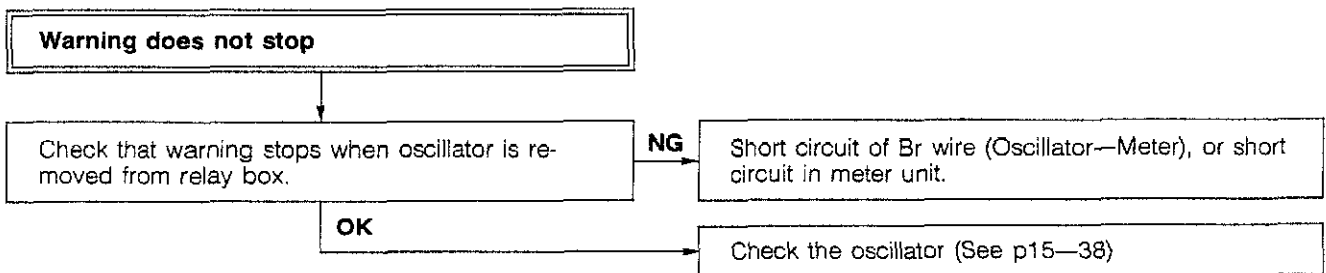 Warning does not stop
Check that warning stops when oscillator is re-
moved from relay box.
NG
Short circuit of Br wire (Oscillator—Meter), or short
circuit in meter unit.
OK
Check the oscillator (See p15—38)